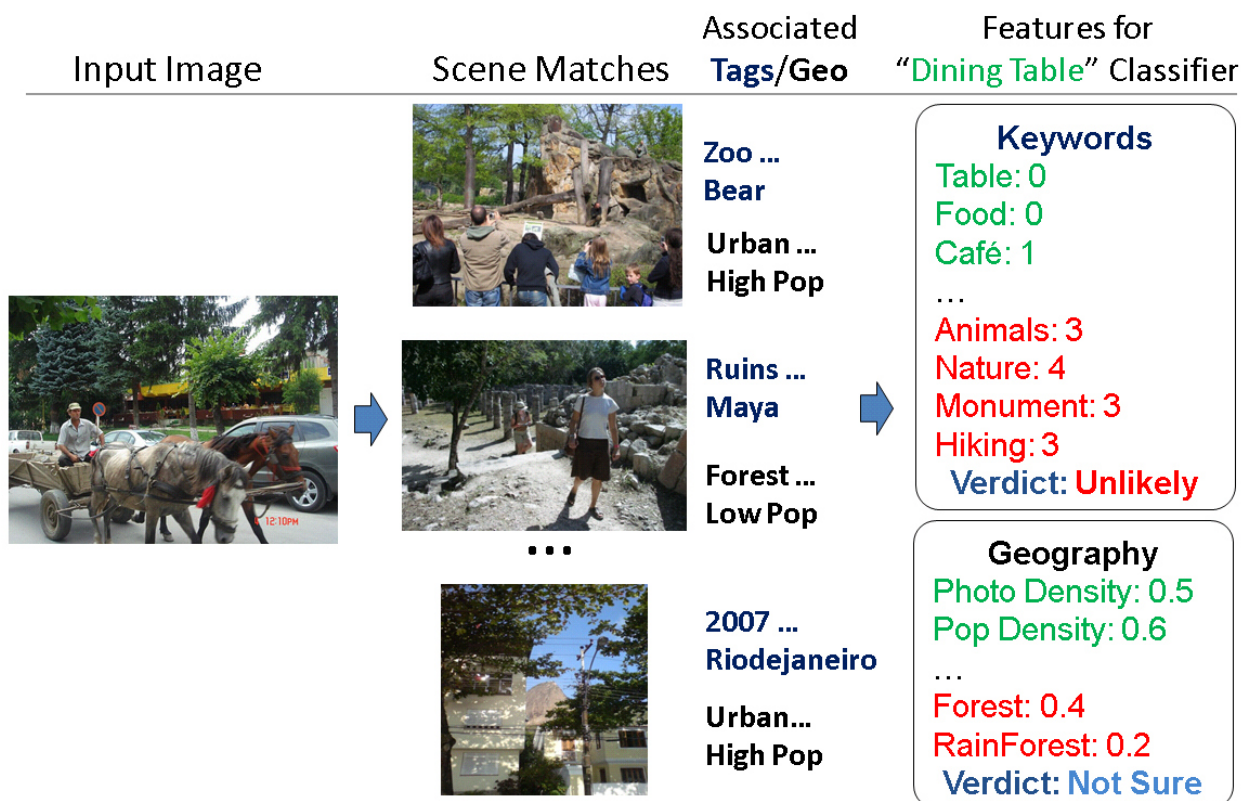 Input Image
Scene Matches
Associated
Tags/Geo
Features for
“Dining Table” Classifier
Zoo ...
Bear
Urban ...
High Pop
Ruins ...
Maya
Forest ...
Low Pop
...
2007 ...
Riodejaneiro
Urban...
High Pop
12:10PM
Keywords
Table: 0
Food: 0
Café: 1
...
Animals: 3
Nature: 4
Monument: 3
Hiking: 3
Verdict: Unlikely
Geography
Photo Density: 0.5
Pop Density: 0.6
...
Forest: 0.4
RainForest: 0.2
Verdict: Not Sure